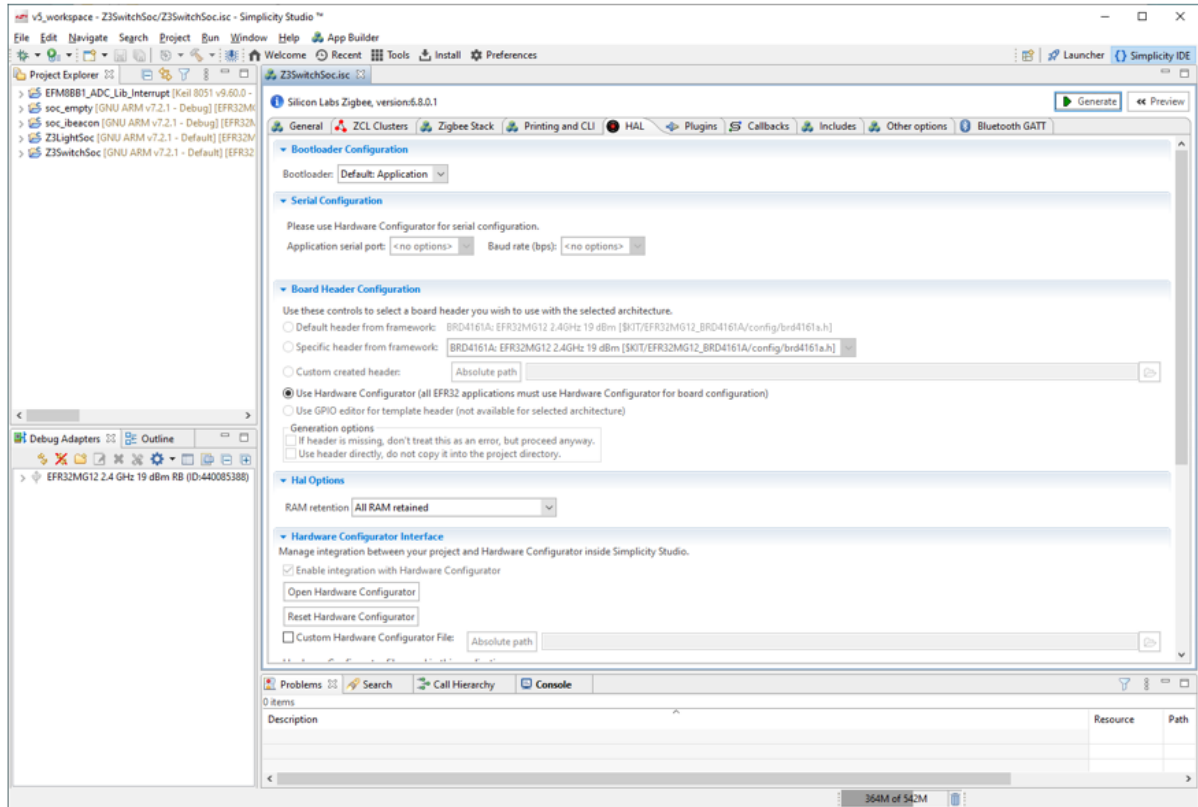 v5_workspace - Z3SwitchSoc/Z3SwitchSoc.isc - Simplicity Studio ™
File Edit Navigate Search Project Run Window Help App Builder
Welcome Recent Tools Install Preferences
Launcher Simplicity IDE
Project Explorer
EFM8BB1_ADC_Lib_Interrupt [Keil 8051 v9.60.0 -
soc_empty [GNU ARM v7.2.1 - Debug] [EFR32M
soc_ibeacon [GNU ARM v7.2.1 - Debug] [EFR32M
Z3LightSoc [GNU ARM v7.2.1 - Default] [EFR32M
Z3SwitchSoc [GNU ARM v7.2.1 - Default] [EFR32
Debug Adapters Outline
EFR32MG12 2.4 GHz 19 dBm RB (ID:440085388)
Z3SwitchSoc.isc
Silicon Labs Zigbee, version:6.8.0.1
Generate Preview
General ZCL Clusters Zigbee Stack Printing and CLI HAL Plugins Callbacks Includes Other options Bluetooth GATT
Bootloader Configuration
Bootloader: Default: Application
Serial Configuration
Please use Hardware Configurator for serial configuration.
Application serial port: <no options> Baud rate (bps): <no options>
Board Header Configuration
Use these controls to select a board header you wish to use with the selected architecture.
Default header from framework: BRD4161A: EFR32MG12 2.4GHz 19 dBm [$KIT/EFR32MG12_BRD4161A/config/brd4161a.h]
Specific header from framework: BRD4161A: EFR32MG12 2.4GHz 19 dBm [$KIT/EFR32MG12_BRD4161A/config/brd4161a.h]
Custom created header: Absolute path
Use Hardware Configurator (all EFR32 applications must use Hardware Configurator for board configuration)
Use GPIO editor for template header (not available for selected architecture)
Generation options
If header is missing, don't treat this as an error, but proceed anyway.
Use header directly, do not copy it into the project directory.
Hal Options
RAM retention All RAM retained
Hardware Configurator Interface
Manage integration between your project and Hardware Configurator inside Simplicity Studio.
Enable integration with Hardware Configurator
Open Hardware Configurator
Reset Hardware Configurator
Custom Hardware Configurator File: Absolute path
Problems Search Call Hierarchy Console
0 items
Description Resource Path
364M of 542M